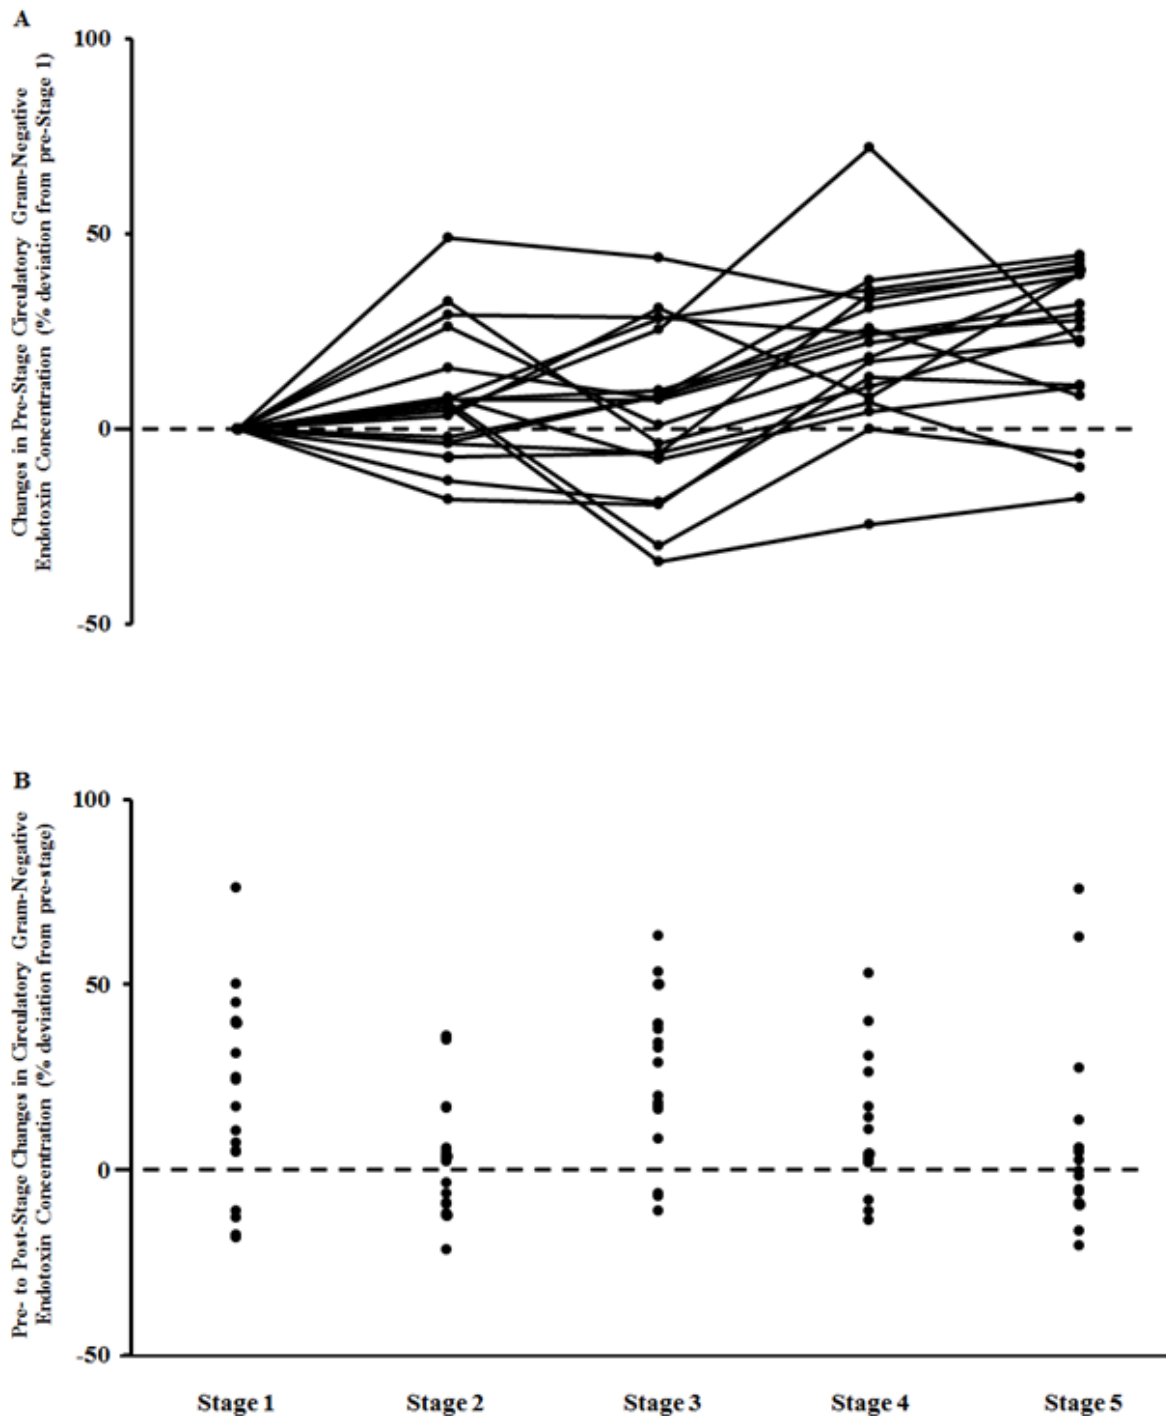 A
Changes in Pre-Stage Circulatory Gram-Negative
Endotoxin Concentration (% deviation from pre-Stage 1)
100
50
0
-50
B
Pre- to Post-Stage Changes in Circulatory Gram-Negative
Endotoxin Concentration (% deviation from pre-stage)
100
50
0
-50
Stage 1 Stage 2 Stage 3 Stage 4 Stage 5